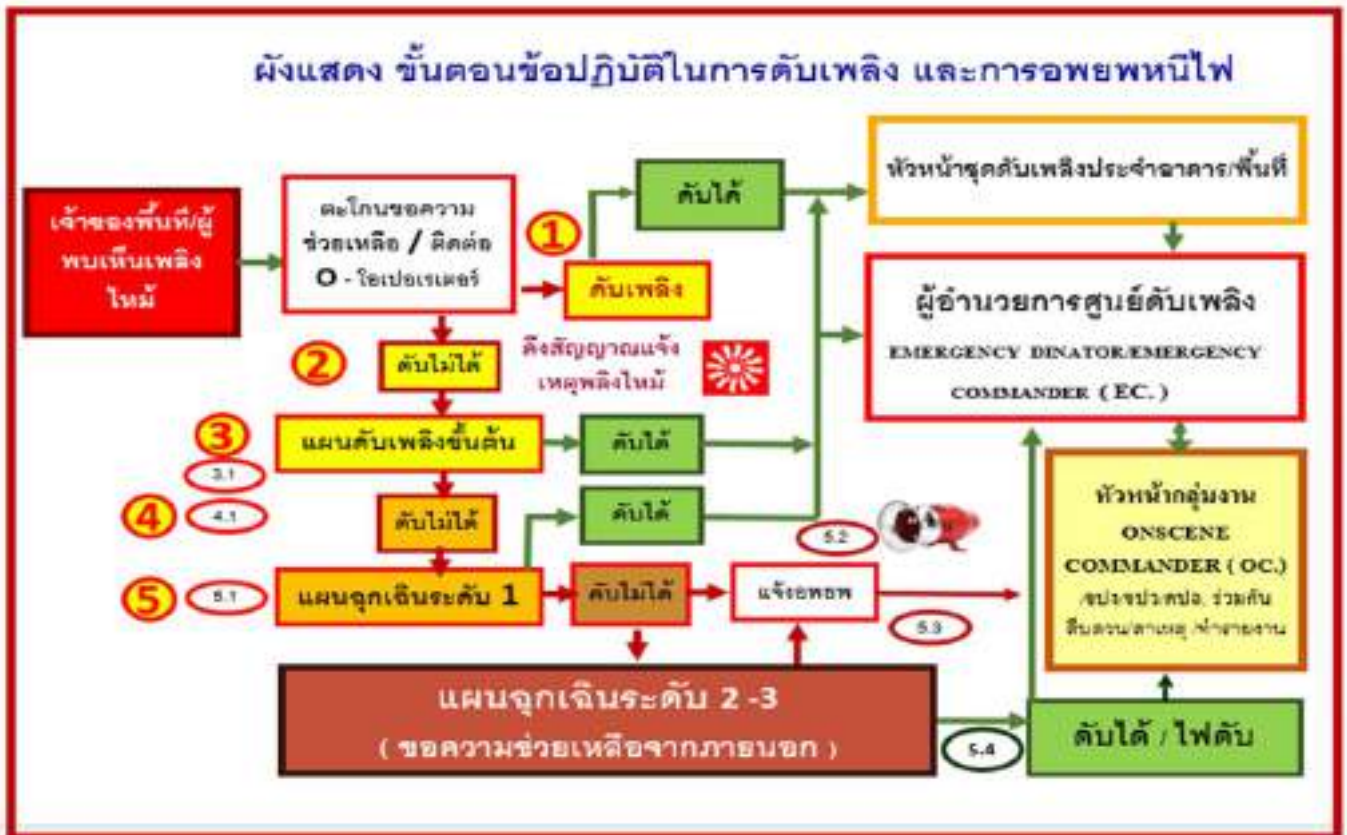 ผังแสดง ขั้นตอนข้อปฏิบัติในการดับเพลิง และการอพยพหนีไฟ
เจ้าของพื้นที/ผู้
พบเห็นเพลิง
ไหม้
ตะโกนขอความ
ช่วยเหลือ / ติดต่อ
O - โอเปอเรเตอร์
1
ดับเพลิง
ดับได้
หัวหน้าชุดดับเพลิงประจำอาคาร/พื้นที่
ผู้อำนวยการศูนย์ดับเพลิง
EMERGENCY DINATOR/EMERGENCY
COMMANDER ( EC. )
2
ดับไม่ได้
ดึงสัญญาณแจ้ง
เหตุพลิงไหม้
3
แผนดับเพลิงขั้นต้น
ดับได้
3.1
4
4.1
ดับไม่ได้
ดับได้
5
5.1
แผนฉุกเฉินระดับ 1
ดับไม่ได้
แจ้งอพยพ
5.2
5.3
หัวหน้ากลุ่มงาน
ONSCENE
COMMANDER ( OC.)
ร่วมกัน
/ทำรายงาน
แผนฉุกเฉินระดับ 2 -3
( ขอความช่วยเหลือจากภายนอก )
5.4
ดับได้ / ไฟดับ